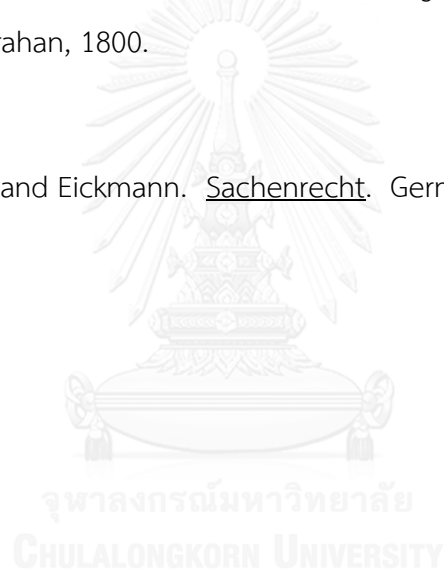 rahan, 1800.
and Eickmann. Sachenrecht. Ger
จุฬาลงกรณ์มหาวิทยาลัย
CHULALONGKORN UNIVERSITY